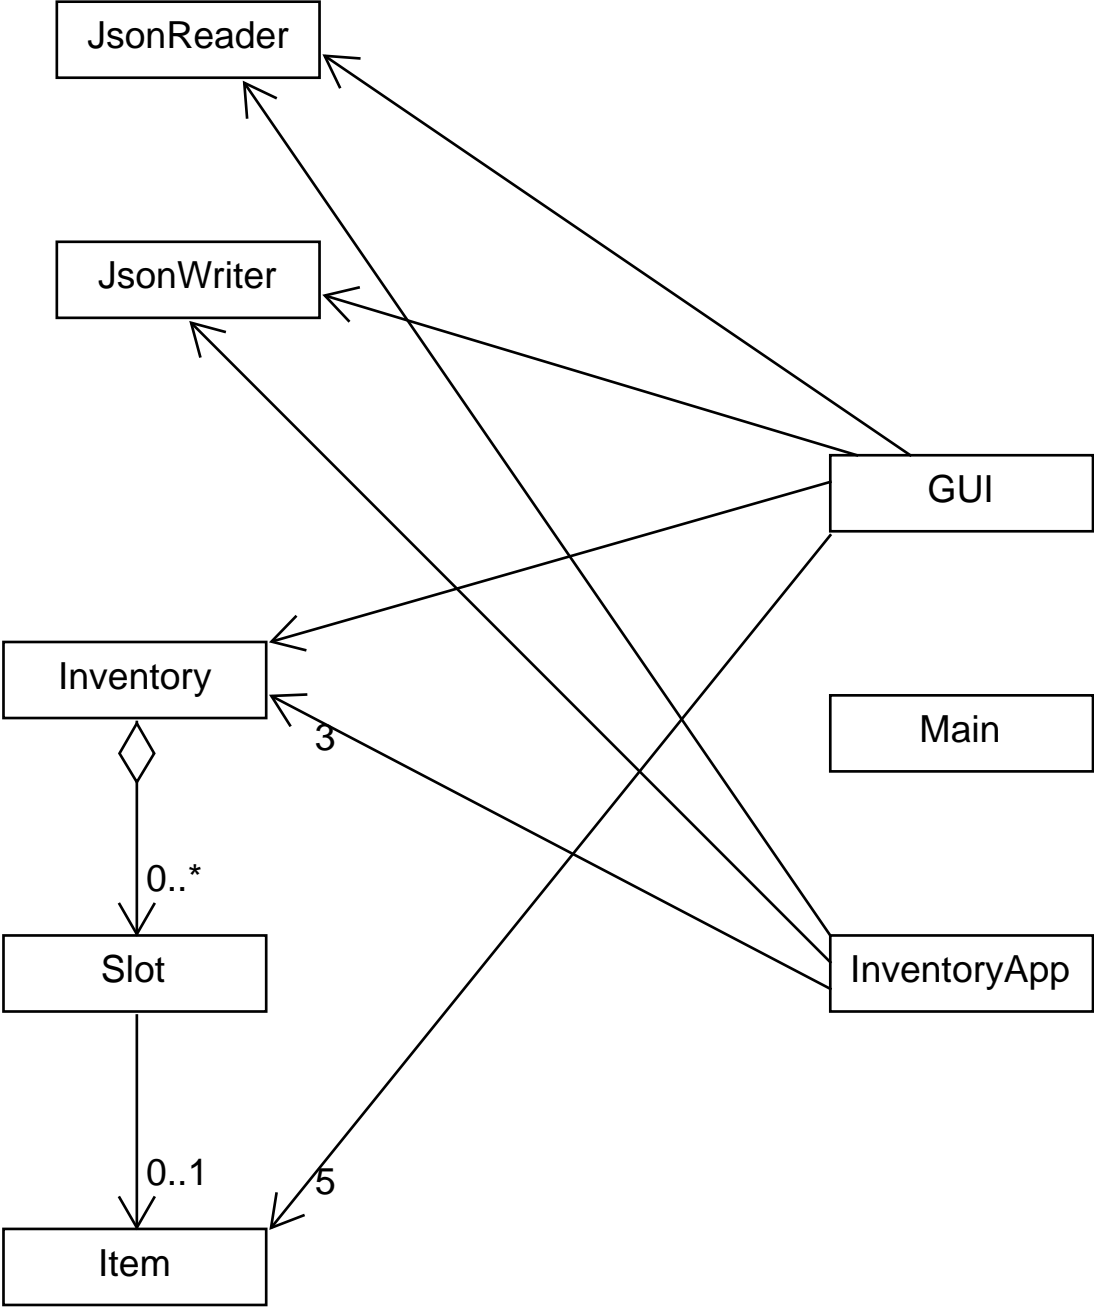 JsonReader
JsonWriter
GUI
Inventory
Main
3
0..*
Slot
InventoryApp
0..1
5
Item